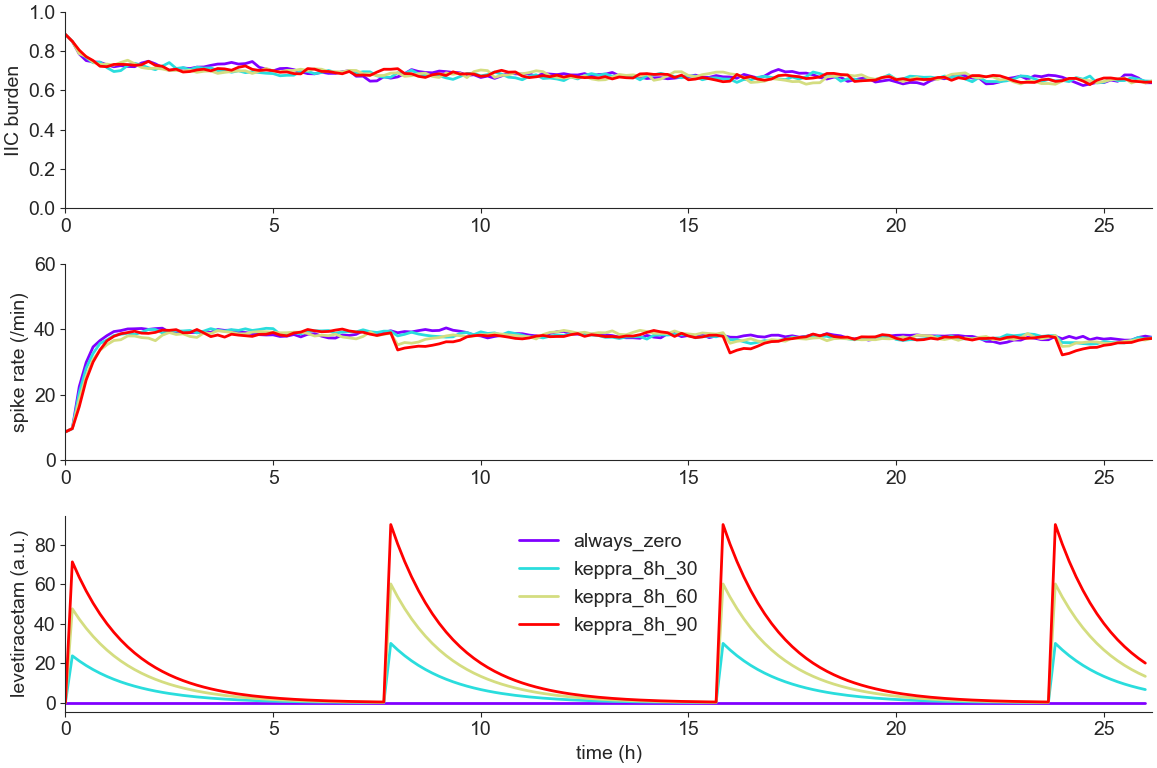 IIC burden
1.0
0.8
0.6
0.4
0.2
0.0
0 5 10 15 20 25
spike rate (/min)
60
40
20
0
0 5 10 15 20 25
levetiracetam (a.u.)
80
60
40
20
0
always_zero
keppra_8h_30
keppra_8h_60
keppra_8h_90
0 5 10 15 20 25
time (h)